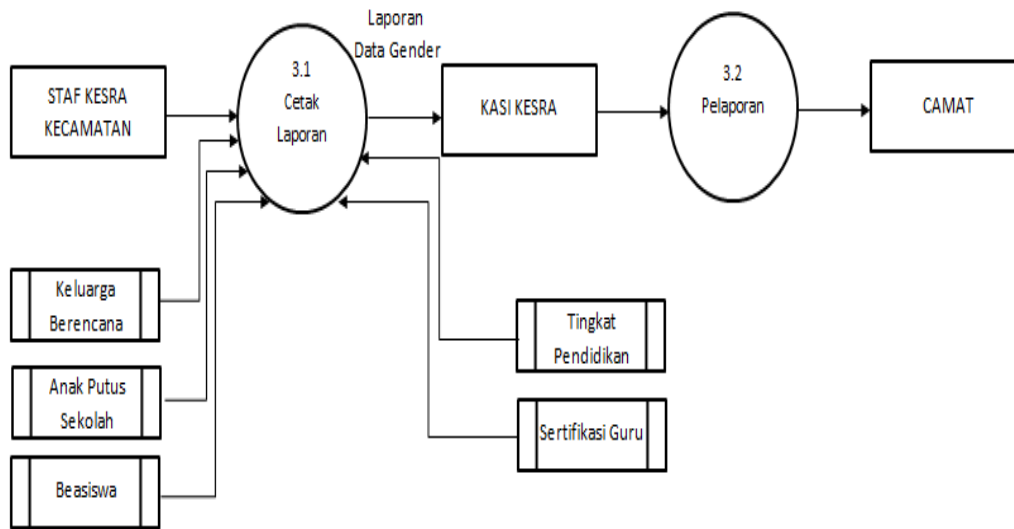 Laporan
Data Gender
STAF KESRA
KECAMATAN
3.1
Cetak
Laporan
KASI KESRA
3.2
Pelaporan
CAMAT
Keluarga
Berencana
Anak Putus
Sekolah
Beasiswa
Tingkat
Pendidikan
Sertifikasi Guru